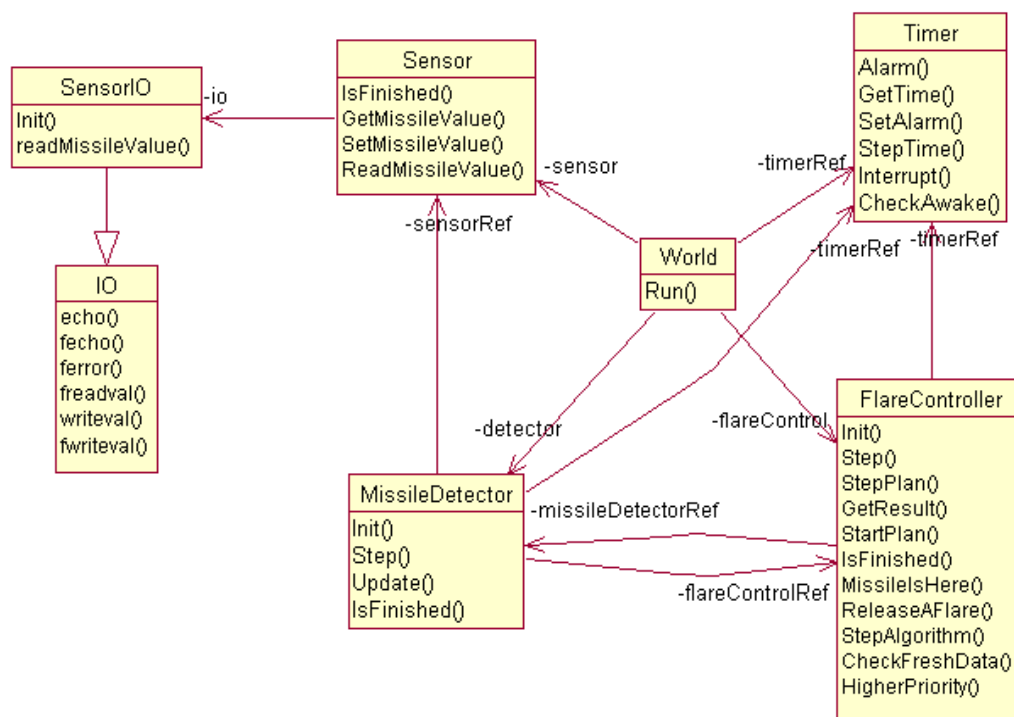 SensorIO
Init()
readMissileValue()
-io
Sensor
IsFinished()
GetMissileValue()
SetMissileValue()
ReadMissileValue()
Timer
Alarm()
GetTime()
SetAlarm()
StepTime()
Interrupt()
CheckAwake()
-sensor
-timerRef
-sensorRef
-timerRef
-timerRef
World
Run()
IO
echo()
fecho()
ferror()
freadval()
writeval()
fwriteval()
-detector
-flareControl
MissileDetector
Init()
Step()
Update()
IsFinished()
-missileDetectorRef
-flareControlRef
FlareController
Init()
Step()
StepPlan()
GetResult()
StartPlan()
IsFinished()
MissileIsHere()
ReleaseAFlare()
StepAlgorithm()
CheckFreshData()
HigherPriority()